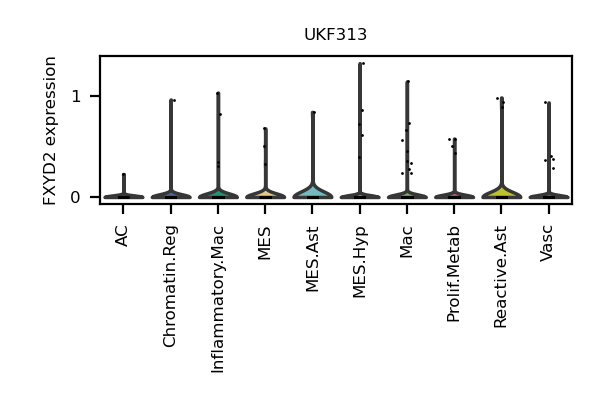 UKF313
FXYD2 expression
1
0
AC
Chromatin.Reg
Inflammatory.Mac
MES
MES.Ast
MES.Hyp
Mac
Prolif.Metab
Reactive.Ast
Vasc